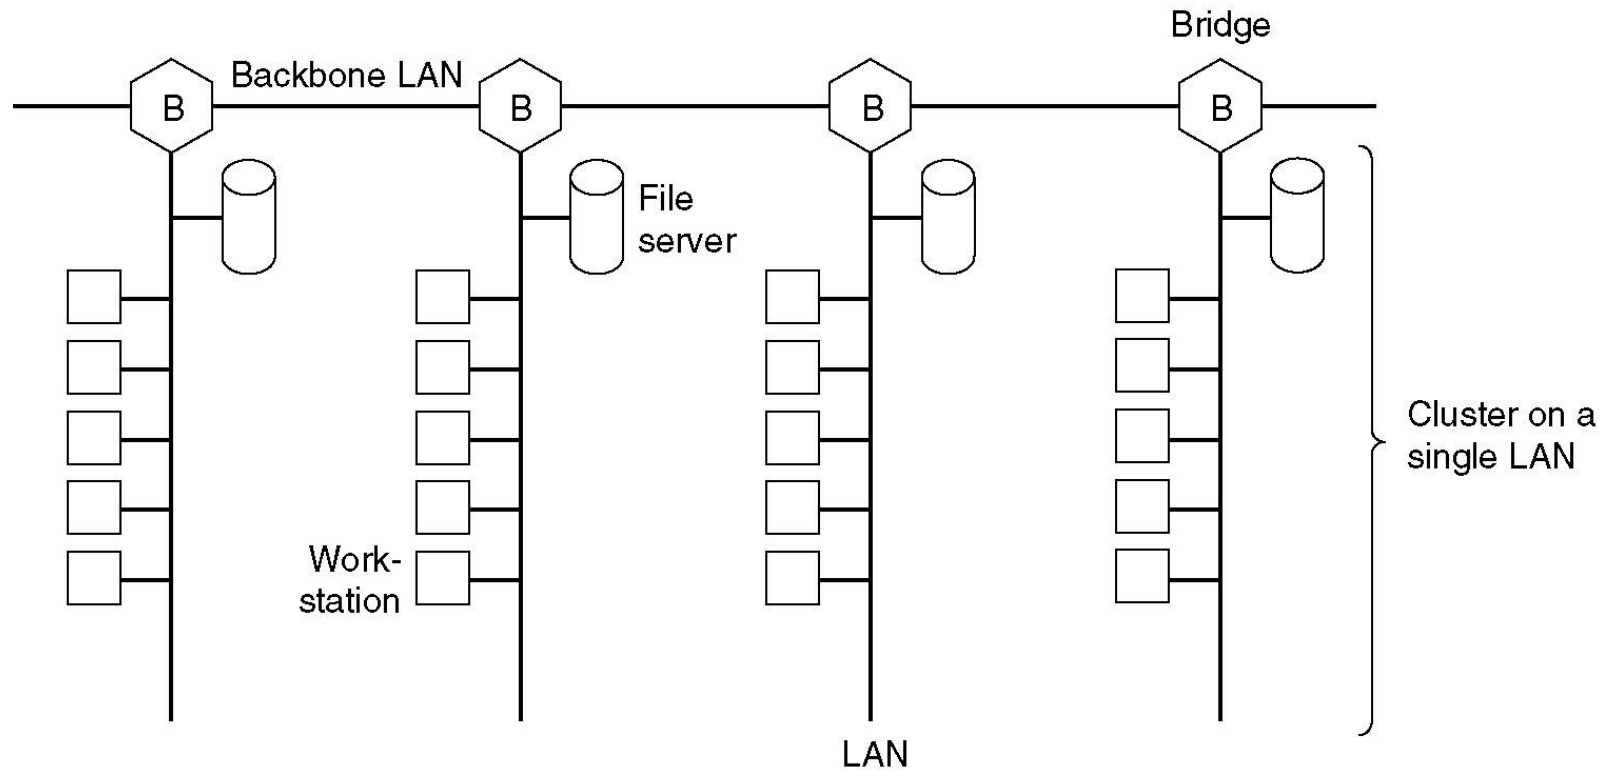 Bridge
Backbone LAN
B
B
B
B
File
server
Cluster on a
single LAN
Work-
station
LAN